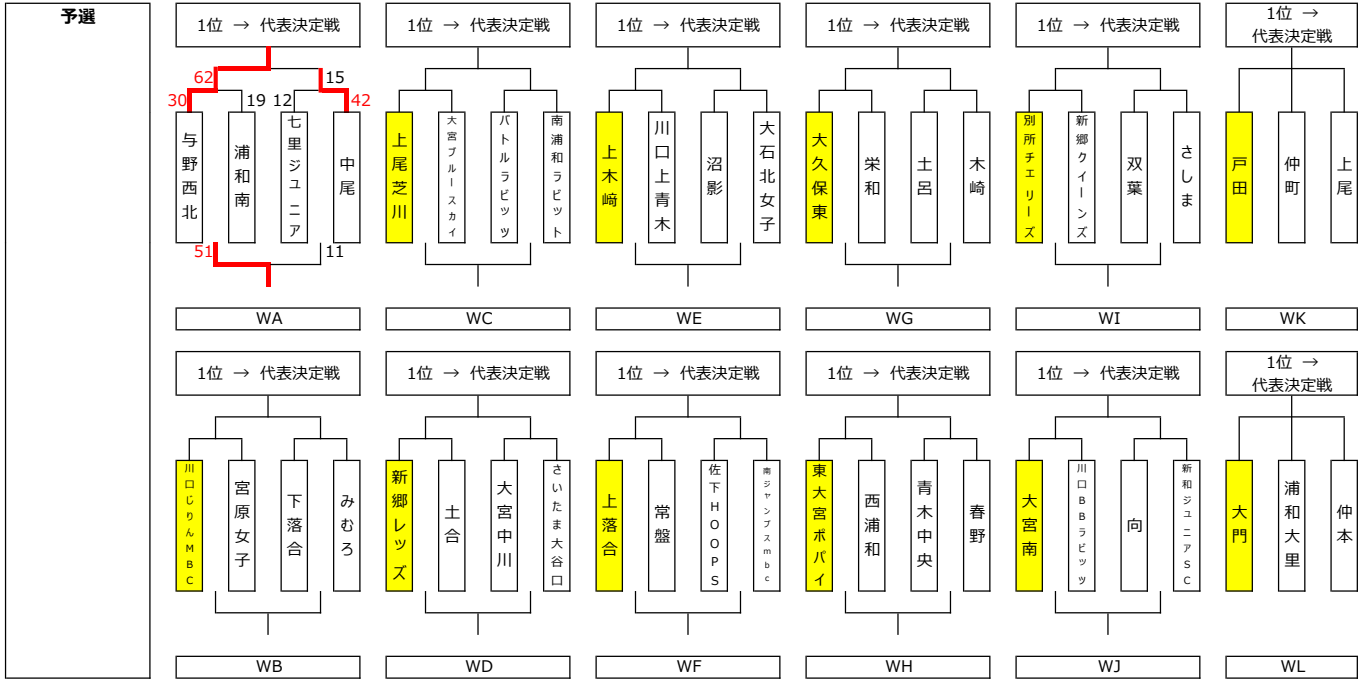 予選
1位 → 代表決定戦
1位 → 代表決定戦
1位 → 代表決定戦
1位 → 代表決定戦
1位 → 代表決定戦
1位 →
代表決定戦
62
15
30
19
12
42
与野西北
浦和南
七里ジュニア
中尾
上尾芝川
大宮ブルースカイ
バトルラビッツ
南浦和ラビット
上木﨑
川口上青木
沼影
大石北女子
大久保東
栄和
土呂
木崎
別所チエリーズ
新郷クイーンズ
双葉
さしま
戸田
仲町
上尾
51
11
WA
WC
WE
WG
WI
WK
1位 → 代表決定戦
1位 → 代表決定戦
1位 → 代表決定戦
1位 → 代表決定戦
1位 → 代表決定戦
1位 →
代表決定戦
川口じりんMBC
宮原女子
下落合
みむろ
新郷レッズ
土合
大宮中川
さいたま大谷口
上落合
常盤
佐下HOOPS
南ジャンプスmbc
東大宮ポパイ
西浦和
青木中央
春野
大宮南
川口BBラビッツ
向
新和ジュニアSC
大門
浦和大里
仲本
WB
WD
WF
WH
WJ
WL